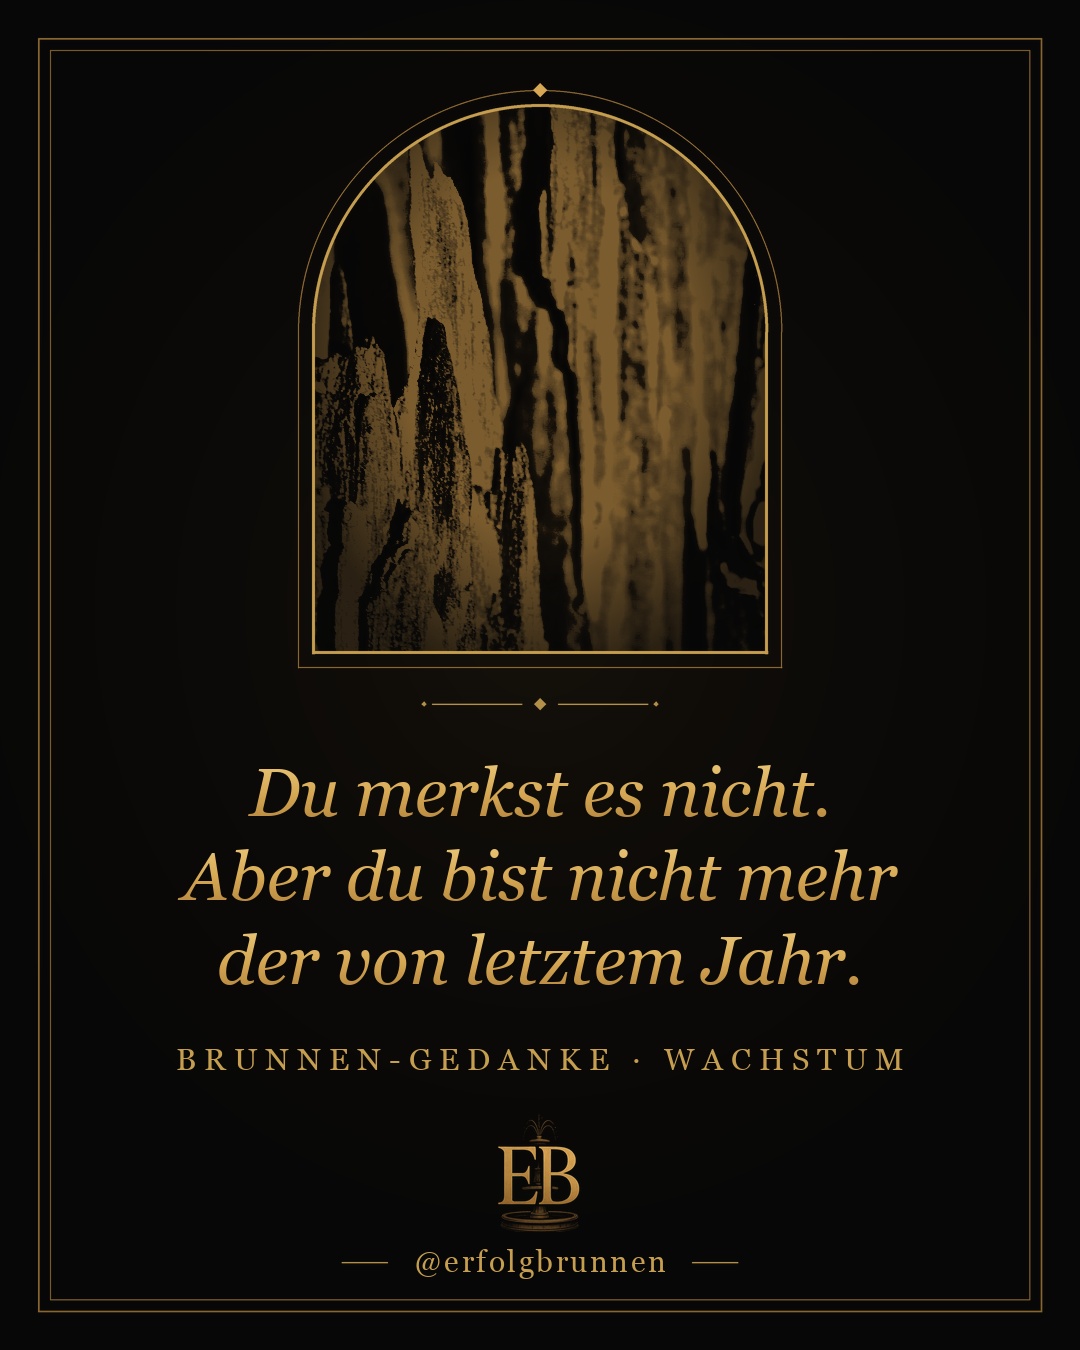 Du merkst es nicht.
Aber du bist nicht mehr
der von letztem Jahr.
BRUNNEN-GEDANKE · WACHSTUM
EB
@erfolgbrunnen